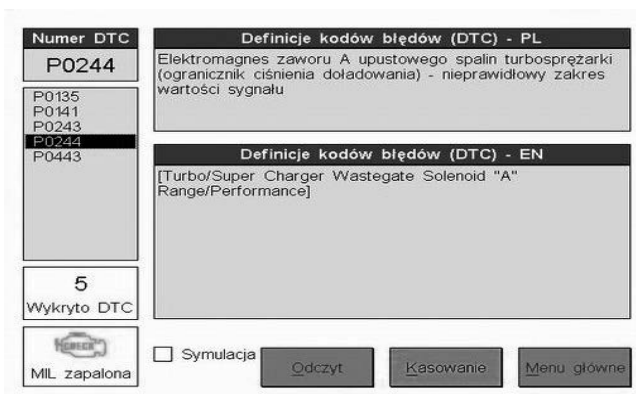 Numer DTC
P0244
P0135
P0141
P0243
P0244
P0443
5
Wykryto DTC
CHECK
MIL zapalona
Definicje kodów błędów (DTC) - PL
Elektromagnes zaworu A upustowego spalin turbosprężarki
(ogranicznik ciśnienia doładowania) - nieprawidłowy zakres
wartości sygnału
Definicje kodów błędów (DTC) - EN
[Turbo/Super Charger Wastegate Solenoid "A"
Range/Performance]
Symulacja
Odczyt
Kasowanie
Menu główne